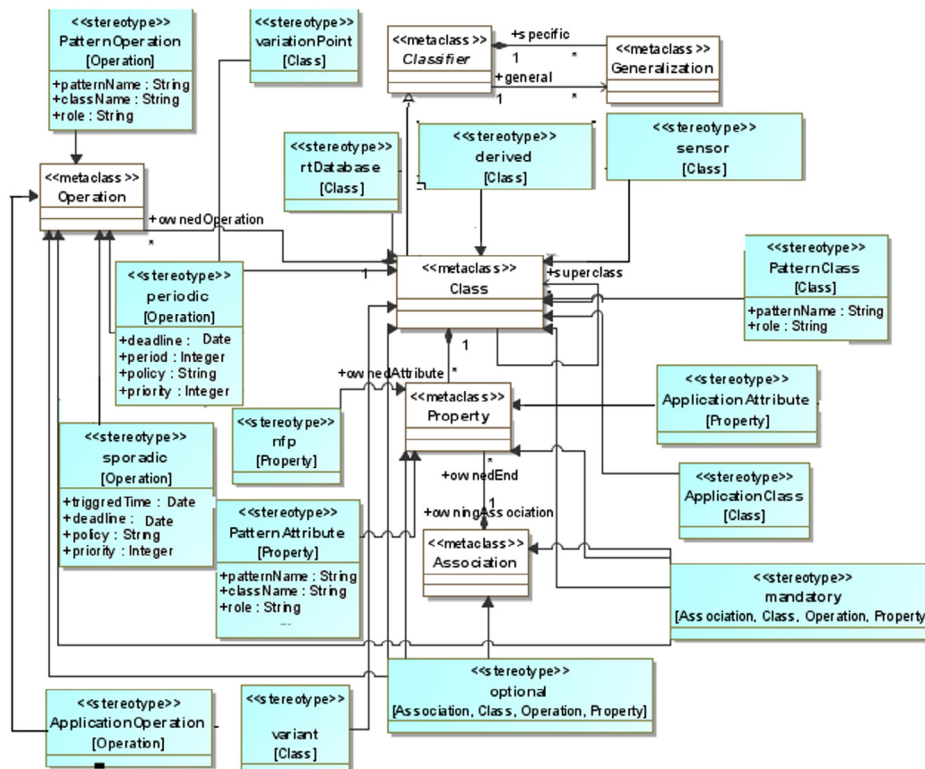 <<stereotype>>
PatternOperation
[Operation]
+patternName : String
+className : String
+role : String
<<stereotype>>
variationPoint
[Class]
<<metaclass >>
Classifier
+specific
1
*
+general
1
*
<<metaclass >>
Generalization
<<stereotype>>
rtDatabase
[Class]
<<stereotype>>
derived
[Class]
<<stereotype>>
sensor
[Class]
<<metaclass >>
Operation
+ownedOperation
*
1
<<metaclass >>
Class
+superclass
*
<<stereotype>>
PatternClass
[Class]
+patternName : String
+role : String
<<stereotype>>
periodic
[Operation]
+deadline : Date
+period : Integer
+policy : String
+priority : Integer
1
*
+ownedAttribute
<<metaclass >>
Property
<<stereotype>>
ApplicationAttribute
[Property]
<<stereotype>>
nfp
[Property]
<<stereotype>>
sporadic
[Operation]
+triggredTime : Date
+deadline : Date
+policy : String
+priority : Integer
*
+ownedEnd
1
+owningAssociation
<<stereotype>>
ApplicationClass
[Class]
<<stereotype>>
PatternAttribute
[Property]
+patternName : String
+className : String
+role : String
...
<<metaclass >>
Association
<<stereotype>>
mandatory
[Association, Class, Operation, Property
<<stereotype>>
optional
[Association, Class, Operation, Property]
<<stereotype>>
ApplicationOperation
[Operation]
<<stereotype>>
variant
[Class]